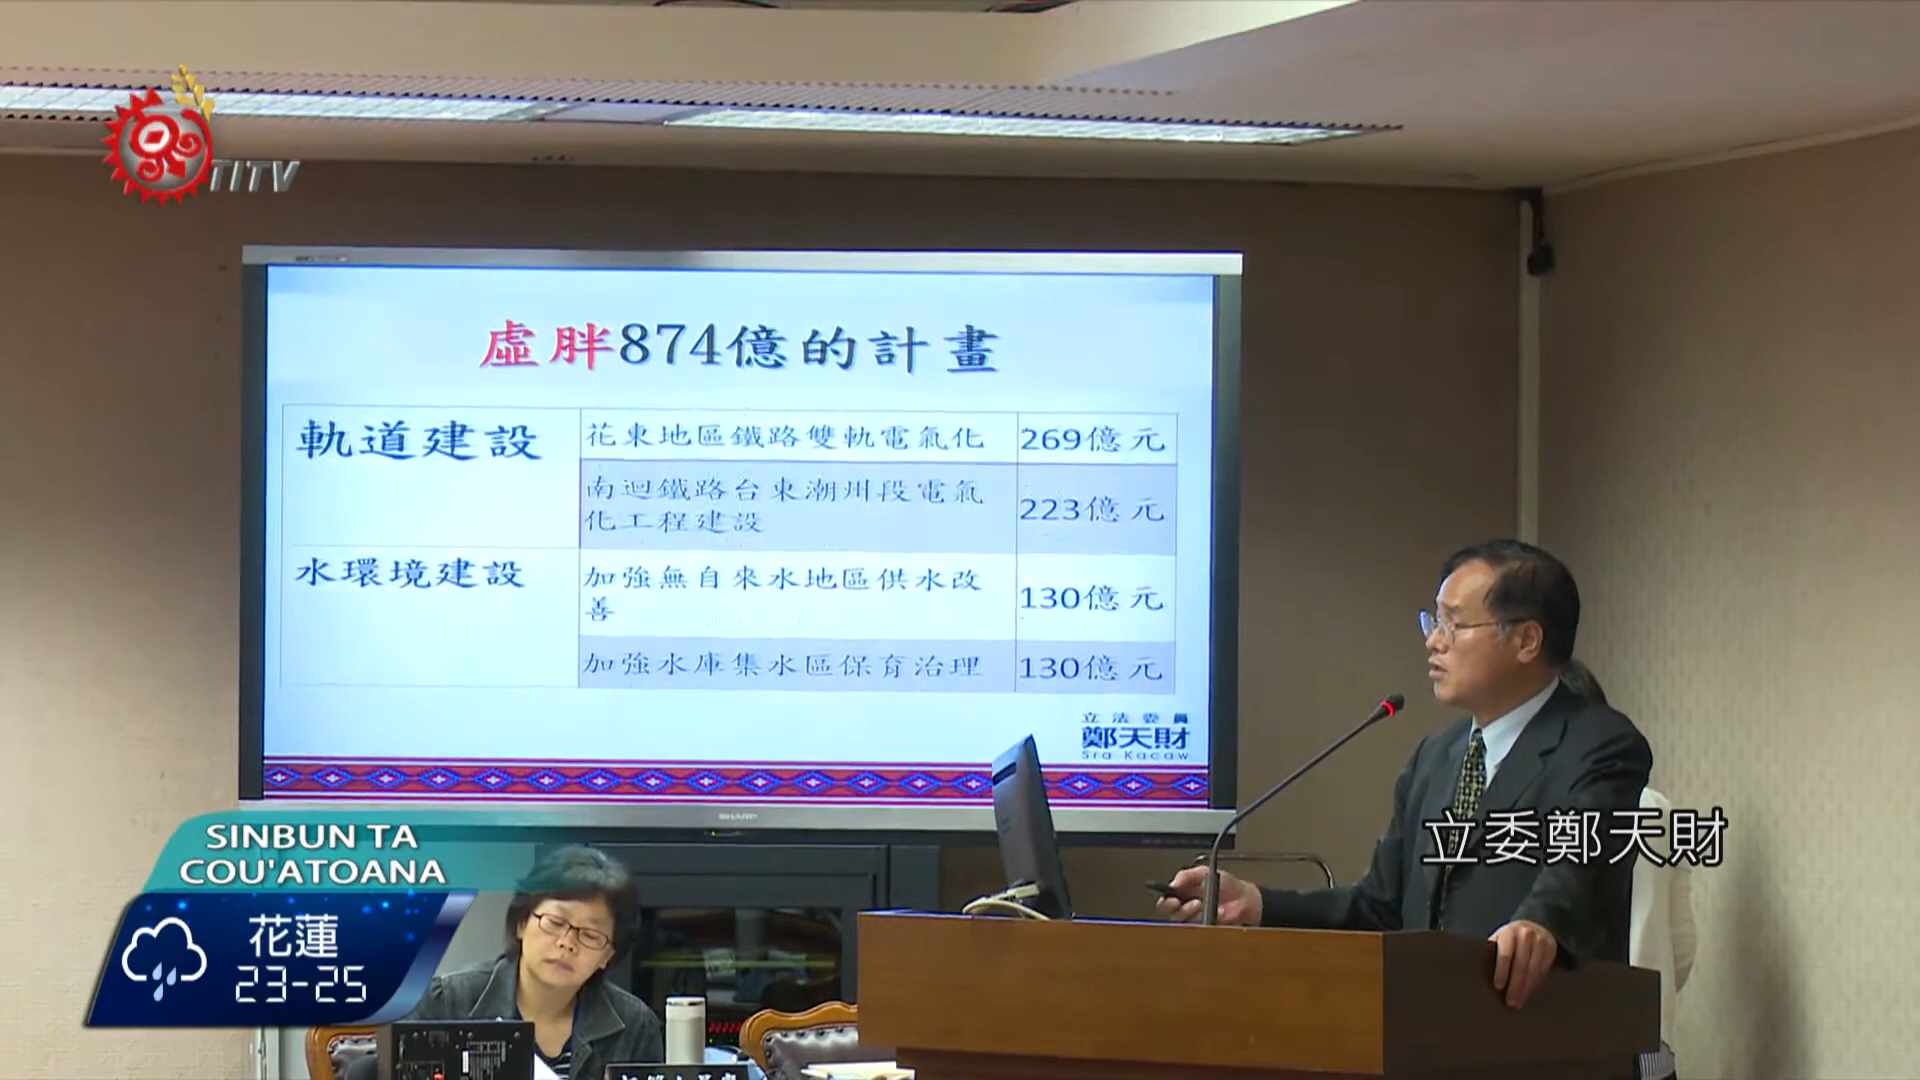 TITV
虛胖874億的計畫
軌道建設
花東地區鐵路雙軌電氣化
269億元
南迴鐵路台東潮州段電氣
化工程建設
223億元
水環境建設
加強無自來水地區供水改
善
130億元
加強水庫集水區保育治理
130億元
立法委員
鄭天財
Sra Kacaw
SHARP
立委鄭天財
SINBUN TA
COU'ATOANA
花蓮
23-25